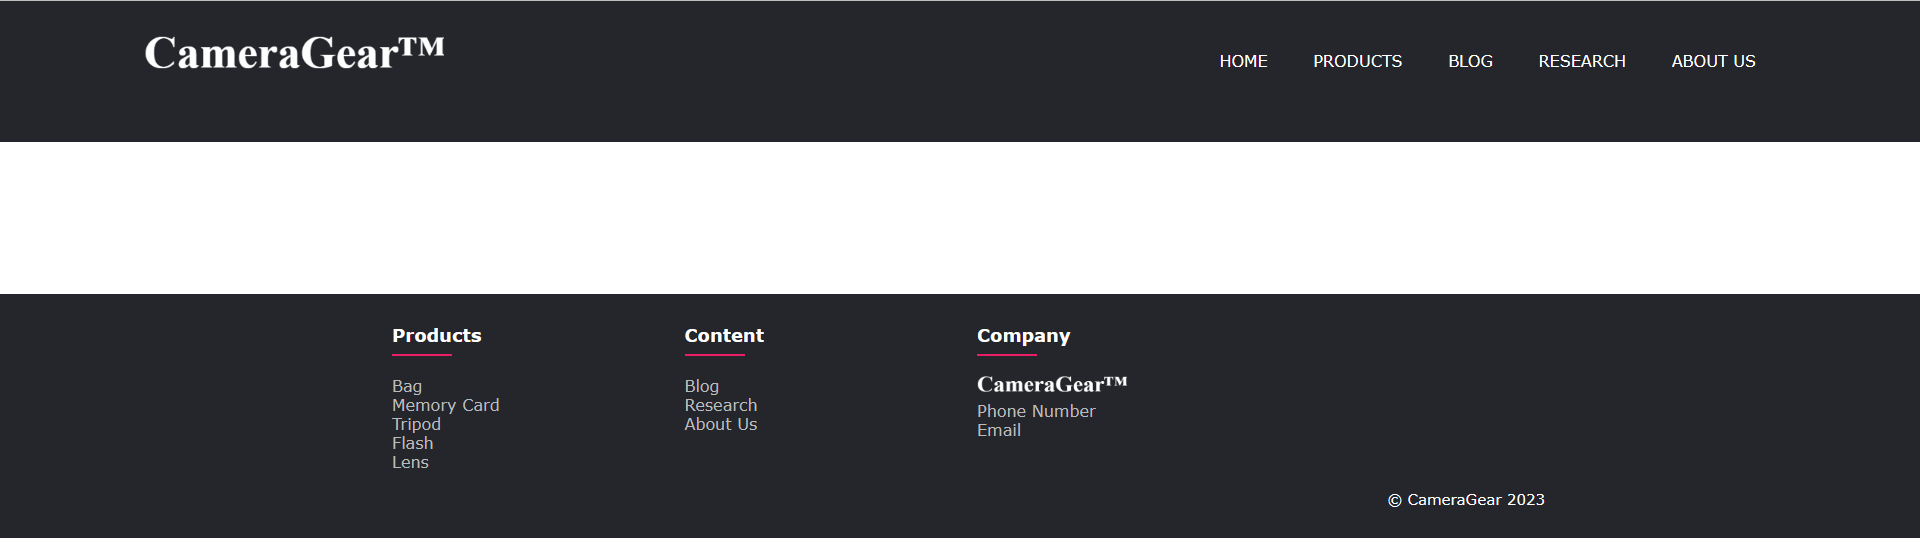 CameraGear™
HOME PRODUCTS BLOG RESEARCH ABOUT US
Products
Bag
Memory Card
Tripod
Flash
Lens
Content
Blog
Research
About Us
Company
CameraGear™
Phone Number
Email
© CameraGear 2023